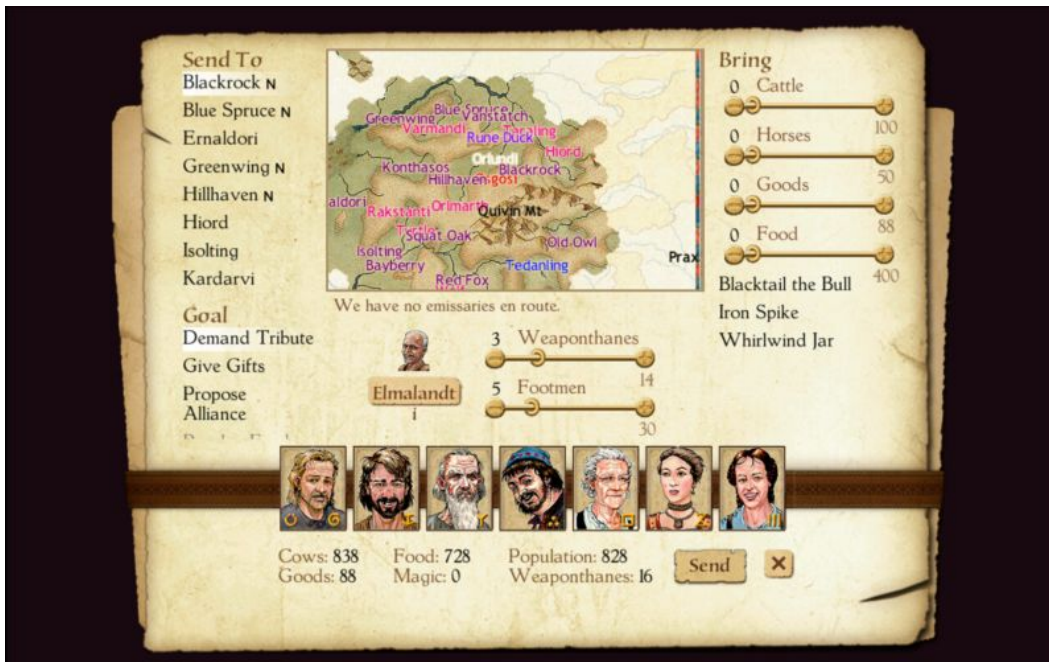 Send To
Blackrock N
Blue Spruce N
Ernaldori
Greenwing N
Hillhaven N
Hiord
Isolting
Kardarvi
Goal
Demand Tribute
Give Gifts
Propose
Alliance
Blue Spruce
Greenwing
Vanstatch
Varmandi
Taraling
Rune Duck
Hiord
Orlundi
Konthasos
Blackrock
Hillhaven
aldori
Rakstanti
Orlmarth
Quivin Mt
Squat Oak
Old Owl
Isolting
Bayberry
Tedanling
Prax
Red Fox
We have no emissaries en route.
Elmalandt
i
3 Weaponthanes
14
5 Footmen
30
Bring
0 Cattle
100
0 Horses
50
0 Goods
88
0 Food
400
Blacktail the Bull
Iron Spike
Whirlwind Jar
Cows: 838 Food: 728 Population: 828
Goods: 88 Magic: 0 Weaponthanes: 16
Send